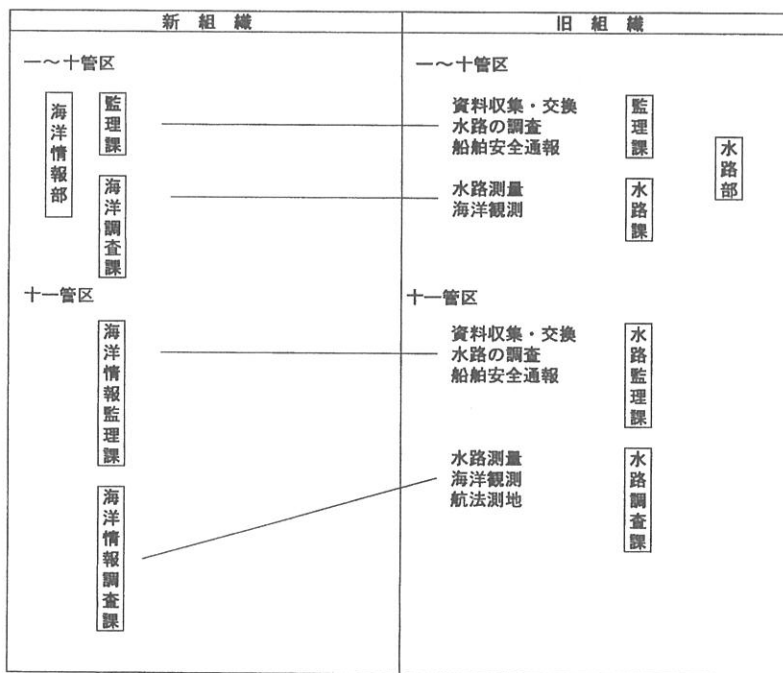 新組織
旧組織
一～十管区
海洋情報部
監理課
海洋調査課
十一管区
海洋情報監理課
海洋情報調査課
一～十管区
資料収集・交換
水路の調査
船舶安全通報
監理課
水路部
水路測量
海洋観測
水路課
十一管区
資料収集・交換
水路の調査
船舶安全通報
水路監理課
水路測量
海洋観測
航法測地
水路調査課